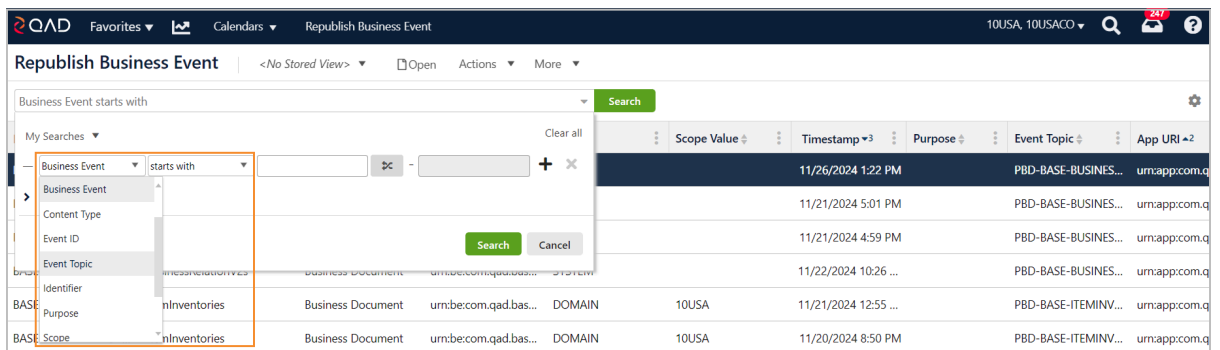 QAD Favorites ▾ Calendars ▾ Republish Business Event 10USA, 10USACO ▾ 247 ?
Republish Business Event <No Stored View> ▾ Open Actions ▾ More ▾
Business Event starts with Search
My Searches ▾ Clear all
Scope Value Timestamp ▾3 Purpose Event Topic App URI ▴2
Business Event ▾ starts with ▾ -
11/26/2024 1:22 PM PBD-BASE-BUSINES... urn:app:com.q
Business Event
11/21/2024 5:01 PM PBD-BASE-BUSINES... urn:app:com.q
Content Type
Event ID Search Cancel 11/21/2024 4:59 PM PBD-BASE-BUSINES... urn:app:com.q
Event Topic
11/22/2024 10:26 ... PBD-BASE-BUSINES... urn:app:com.q
Identifier
BASE mInventories Business Document urn:be:com.qad.bas... DOMAIN 10USA 11/21/2024 12:55 ... PBD-BASE-ITEMINV... urn:app:com.q
Purpose
BASE Scope mInventories Business Document urn:be:com.qad.bas... DOMAIN 10USA 11/20/2024 8:50 PM PBD-BASE-ITEMINV... urn:app:com.q